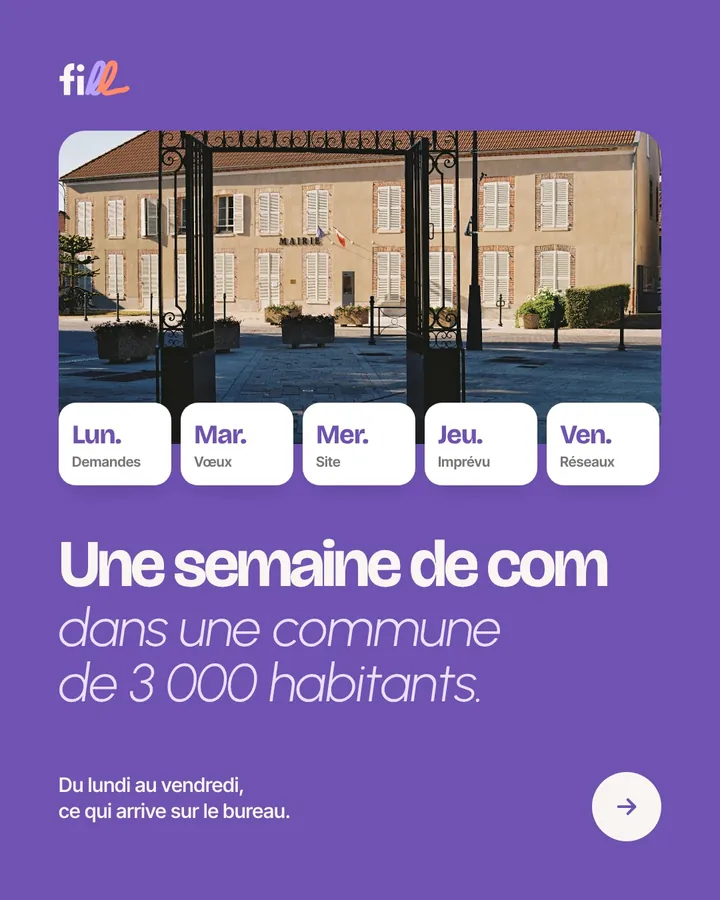 fill
MAIRIE
Lun.
Demandes
Mar.
Vœux
Mer.
Site
Jeu.
Imprévu
Ven.
Réseaux
Une semaine de com
dans une commune
de 3 000 habitants.
Du lundi au vendredi,
ce qui arrive sur le bureau.